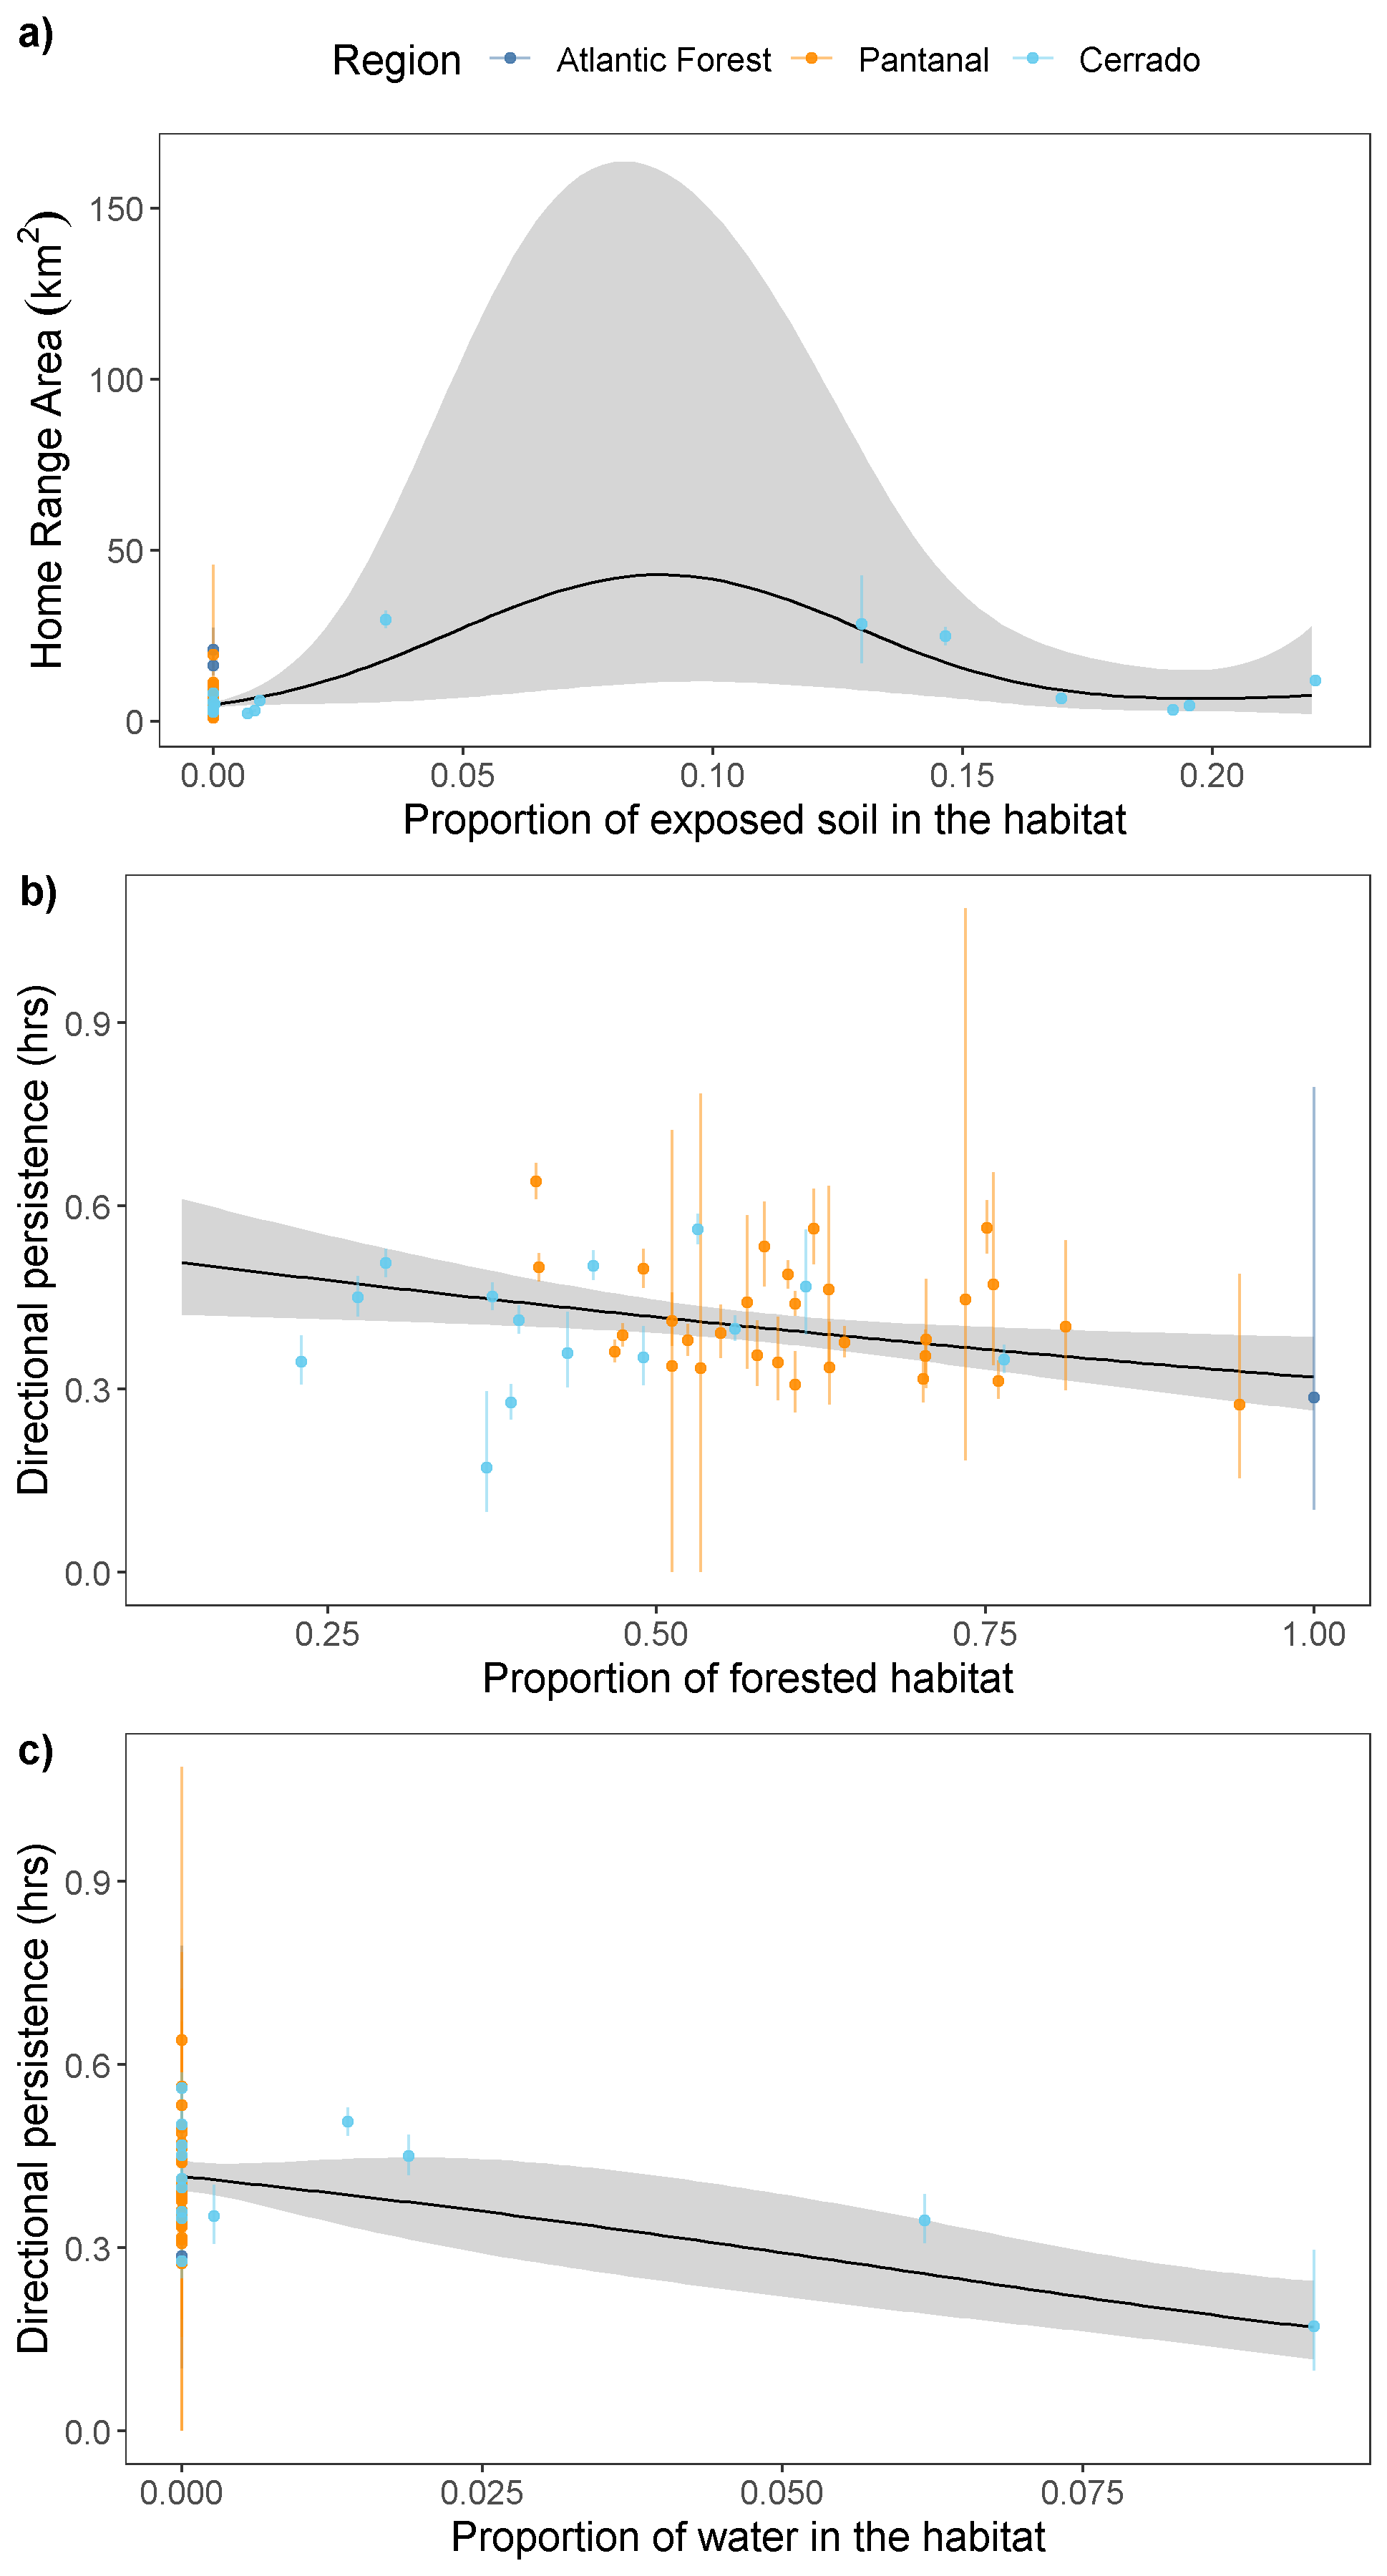 a)
Region Atlantic Forest Pantanal Cerrado
Home Range Area (km²)
150
100
50
0
0.00 0.05 0.10 0.15 0.20
Proportion of exposed soil in the habitat
b)
Directional persistence (hrs)
0.9
0.6
0.3
0.0
0.25 0.50 0.75 1.00
Proportion of forested habitat
c)
Directional persistence (hrs)
0.9
0.6
0.3
0.0
0.000 0.025 0.050 0.075
Proportion of water in the habitat